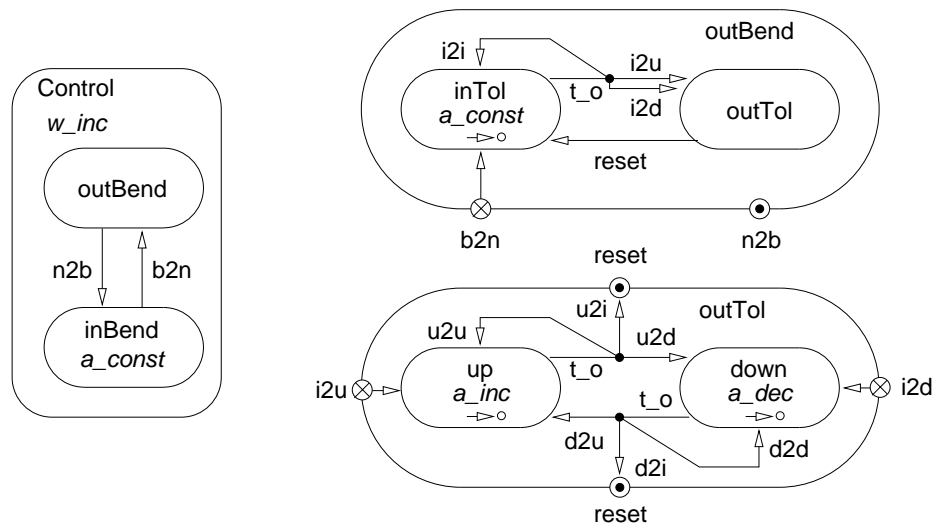 Control
w_inc
outBend
n2b
b2n
inBend
a_const
outBend
i2i
i2u
inTol
t_o
a_const
i2d
outTol
reset
b2n
n2b
reset
u2i
outTol
u2u
u2d
up
t_o
down
i2u
a_inc
a_dec
i2d
t_o
d2u
d2d
d2i
reset